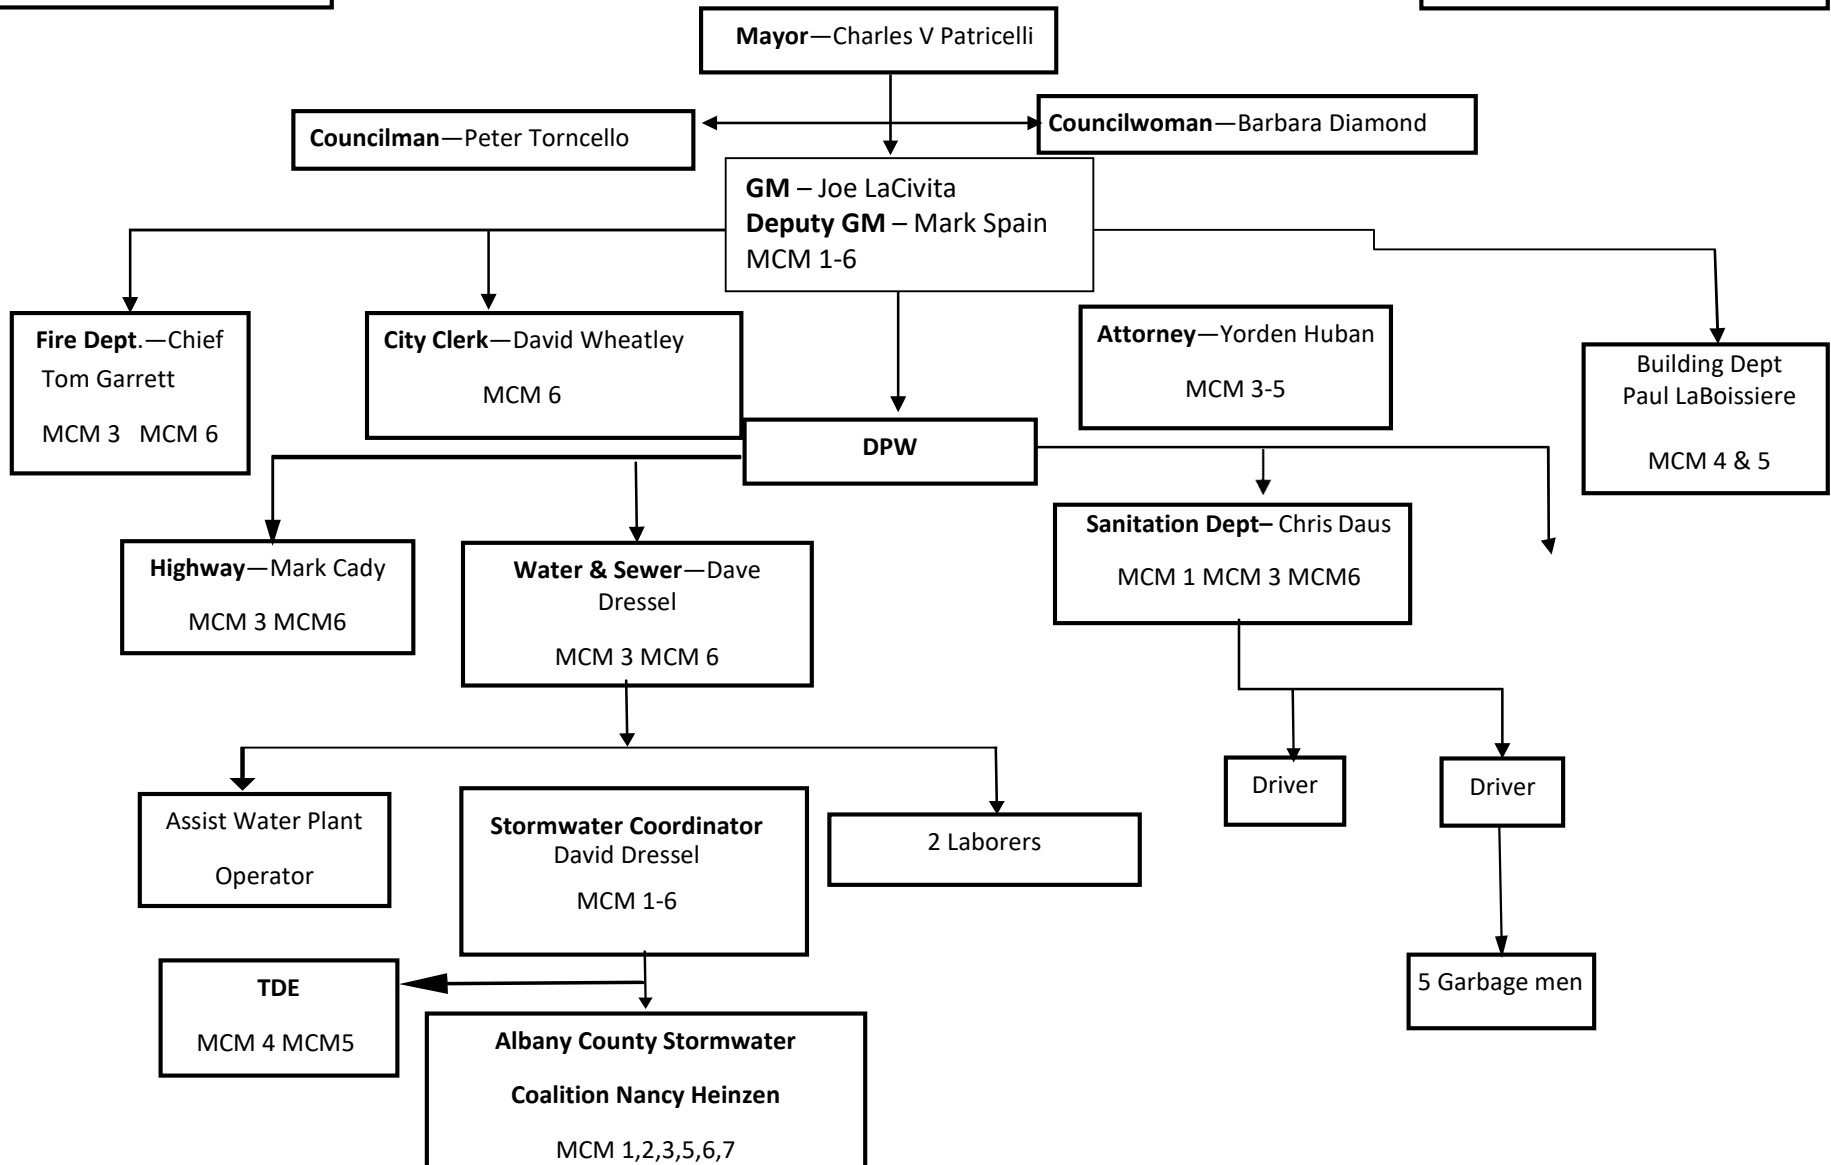 Mayor—Charles V Patricelli
Councilman—Peter Torncello
Councilwoman—Barbara Diamond
GM – Joe LaCivita
Deputy GM – Mark Spain
MCM 1-6
Fire Dept.—Chief
Tom Garrett
MCM 3 MCM 6
City Clerk—David Wheatley
MCM 6
Attorney—Yorden Huban
MCM 3-5
Building Dept
Paul LaBoissiere
MCM 4 & 5
DPW
Highway—Mark Cady
MCM 3 MCM6
Water & Sewer—Dave
Dressel
MCM 3 MCM 6
Sanitation Dept– Chris Daus
MCM 1 MCM 3 MCM6
Assist Water Plant
Operator
Stormwater Coordinator
David Dressel
MCM 1-6
2 Laborers
Driver
Driver
TDE
MCM 4 MCM5
5 Garbage men
Albany County Stormwater
Coalition Nancy Heinzen
MCM 1,2,3,5,6,7